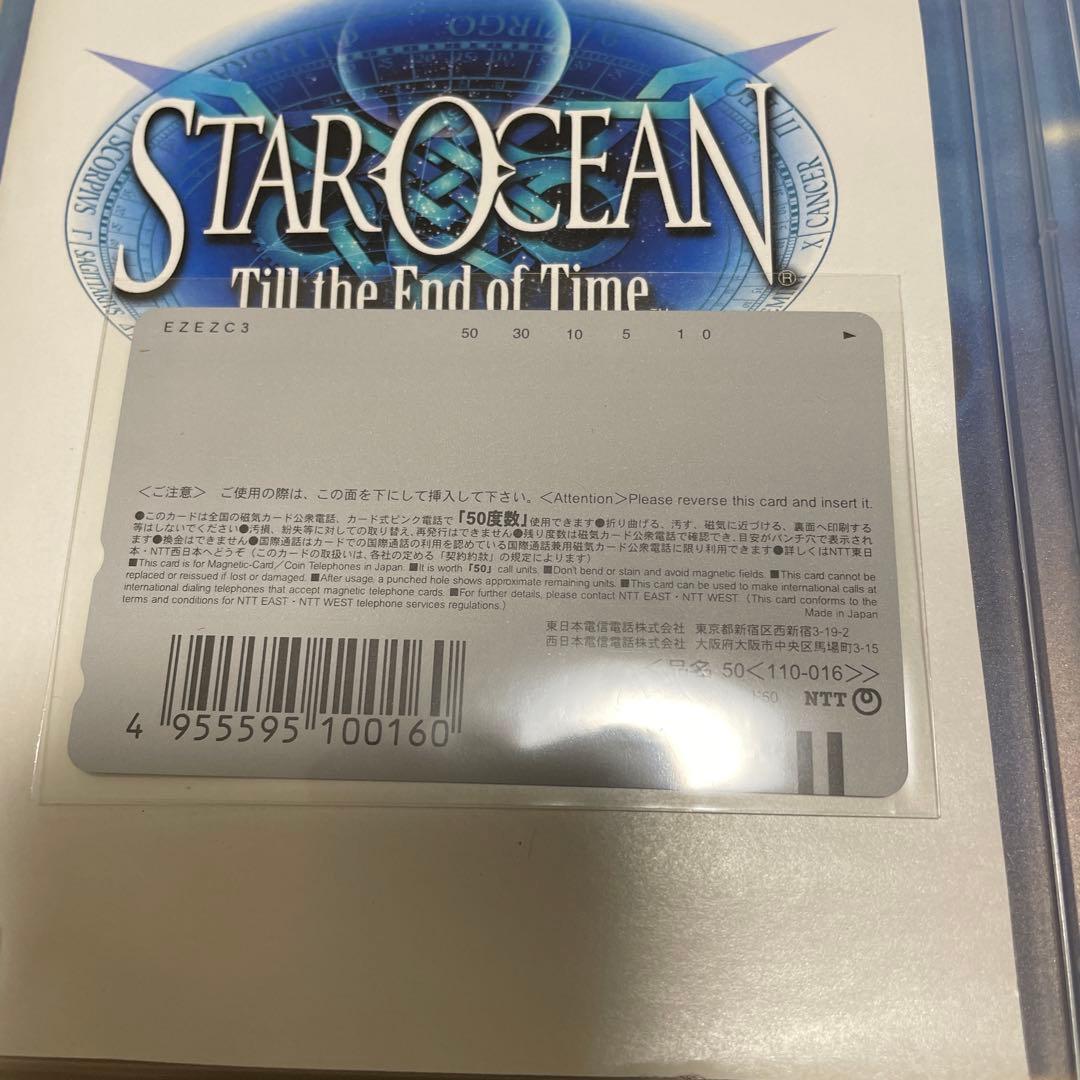 VIRGO
LEO
SCORPIVS
SAGITARIVS
X CANCER
STAR OCEAN
®
Till the End of Time
EZEZC3
50 30 10 5 1 0 ►
＜ご注意＞ ご使用の際は、この面を下にして挿入して下さい。＜Attention＞Please reverse this card and insert it.
●このカードは全国の磁気カード公衆電話、カード式ピンク電話で「50度数」使用できます●折り曲げる、汚す、磁気に近づける、裏面へ印刷する
等はしないでください●汚損、紛失等に対しての取り替え、再発行はできません●残り度数は磁気カード公衆電話で確認でき、目安がパンチ穴で表示され
ます●換金はできません●国際通話はカードでの国際通話の利用を認めている国際通話兼用磁気カード公衆電話に限り利用できます●詳しくはNTT東日
本・NTT西日本へどうぞ（このカードの取扱いは、各社の定める「契約約款」の規定によります）
■This card is for Magnetic-Card／Coin Telephones in Japan. ■It is worth「50」call units. ■Don't bend or stain and avoid magnetic fields. ■This card cannot be
replaced or reissued if lost or damaged. ■After usage, a punched hole shows approximate remaining units. ■This card can be used to make international calls at
international dialing telephones that accept magnetic telephone cards. ■For further details, please contact NTT EAST・NTT WEST.（This card conforms to the
terms and conditions for NTT EAST・NTT WEST telephone services regulations.）
Made in Japan
東日本電信電話株式会社 東京都新宿区西新宿3-19-2
西日本電信電話株式会社 大阪府大阪市中央区馬場町3-15
＜品名 50＜110-016＞＞
50 NTT
4 955595 100160